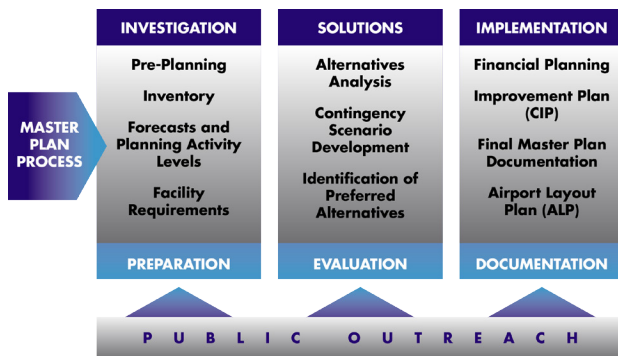 MASTER
PLAN
PROCESS
INVESTIGATION
Pre-Planning
Inventory
Forecasts and
Planning Activity
Levels
Facility
Requirements
PREPARATION
SOLUTIONS
Alternatives
Analysis
Contingency
Scenario
Development
Identification of
Preferred
Alternatives
EVALUATION
IMPLEMENTATION
Financial Planning
Improvement Plan
(CIP)
Final Master Plan
Documentation
Airport Layout
Plan (ALP)
DOCUMENTATION
PUBLIC OUTREACH